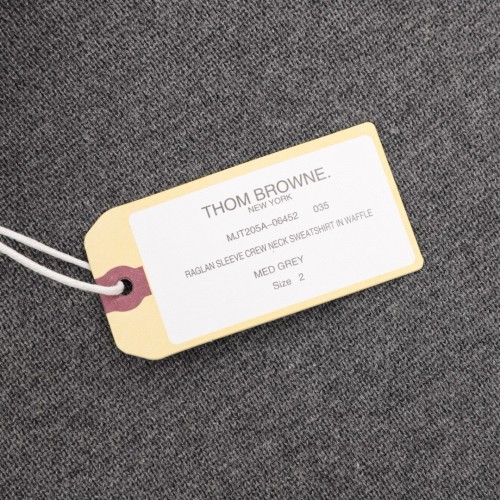 THOM BROWNE.
NEW YORK
MJT205A-06452 035
RAGLAN SLEEVE CREW NECK SWEATSHIRT IN WAFFLE
MED GREY
Size 2